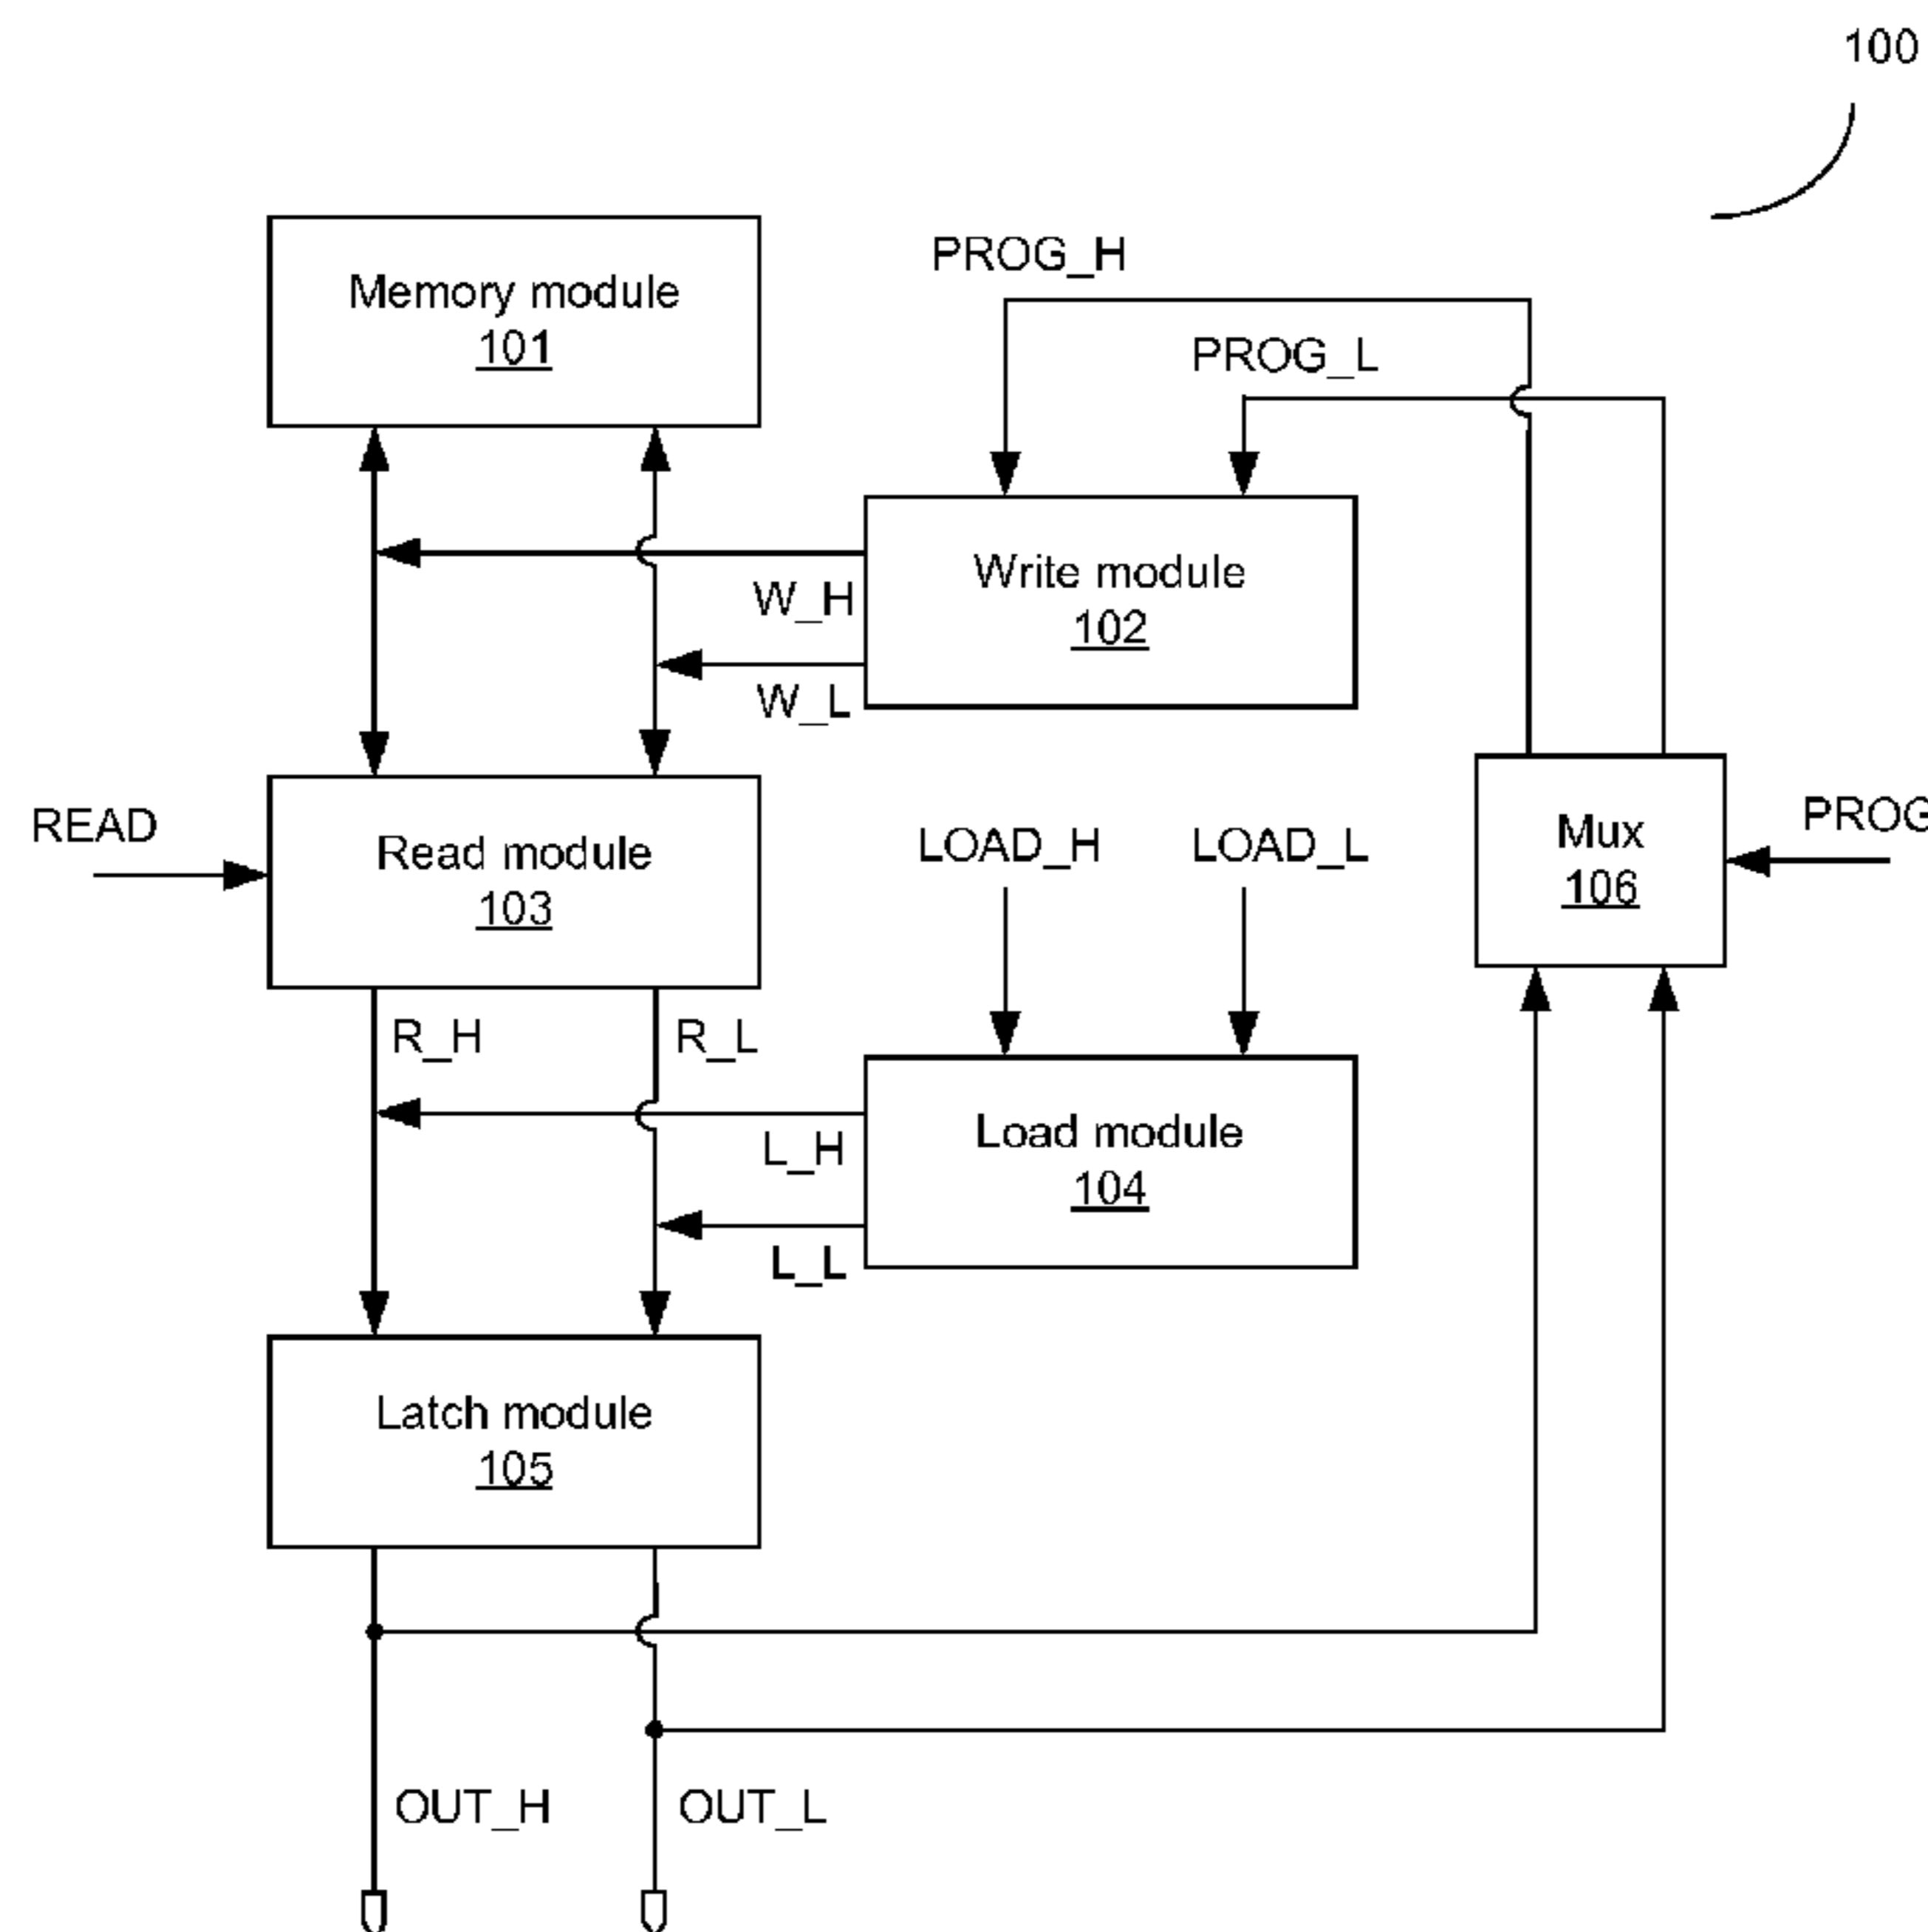 100
Memory module
101
PROG_H
PROG_L
Write module
102
W_H
W_L
READ
Read module
103
LOAD_H
LOAD_L
Mux
106
PROG
R_H
R_L
Load module
104
L_H
L_L
Latch module
105
OUT_H
OUT_L